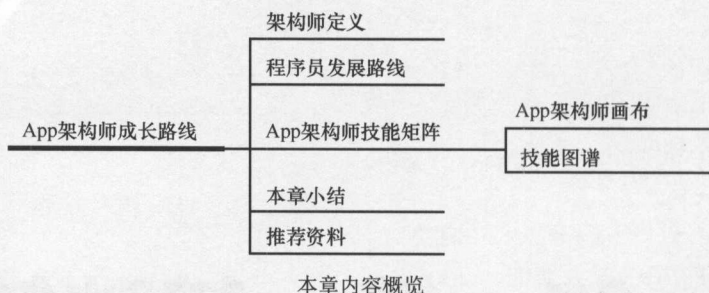 架构师定义
程序员发展路线
App架构师画布
App架构师成长路线
App架构师技能矩阵
技能图谱
本章小结
推荐资料
本章内容概览